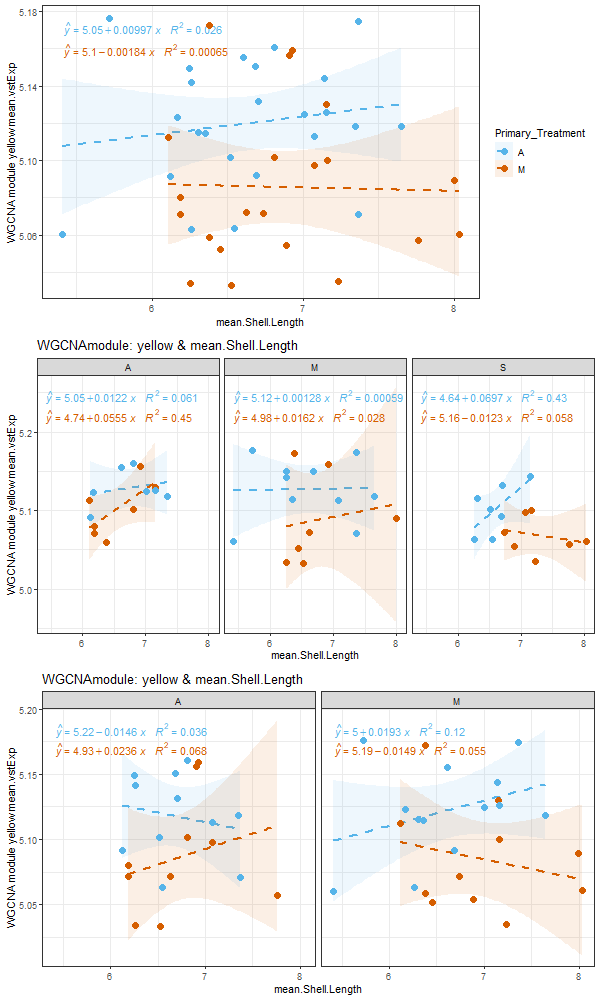 5.18
ŷ = 5.05 + 0.00997 x R² = 0.026
ŷ = 5.1 − 0.00184 x R² = 0.00065
5.14
5.10
5.06
WGCNA module yellow mean.vstExp
6 7 8
mean.Shell.Length
Primary_Treatment
A
M
WGCNAmodule: yellow & mean.Shell.Length
A M S
ŷ = 5.05 + 0.0122 x R² = 0.061 ŷ = 5.12 + 0.00128 x R² = 0.00059 ŷ = 4.64 + 0.0697 x R² = 0.43
ŷ = 4.74 + 0.0555 x R² = 0.45 ŷ = 4.98 + 0.0162 x R² = 0.028 ŷ = 5.16 − 0.0123 x R² = 0.058
5.2
5.1
5.0
WGCNA module yellow mean.vstExp
6 7 8 6 7 8 6 7 8
mean.Shell.Length
WGCNAmodule: yellow & mean.Shell.Length
A M
5.20
ŷ = 5.22 − 0.0146 x R² = 0.036 ŷ = 5 + 0.0193 x R² = 0.12
ŷ = 4.93 + 0.0236 x R² = 0.068 ŷ = 5.19 − 0.0149 x R² = 0.055
5.15
5.10
5.05
WGCNA module yellow mean.vstExp
6 7 8 6 7 8
mean.Shell.Length